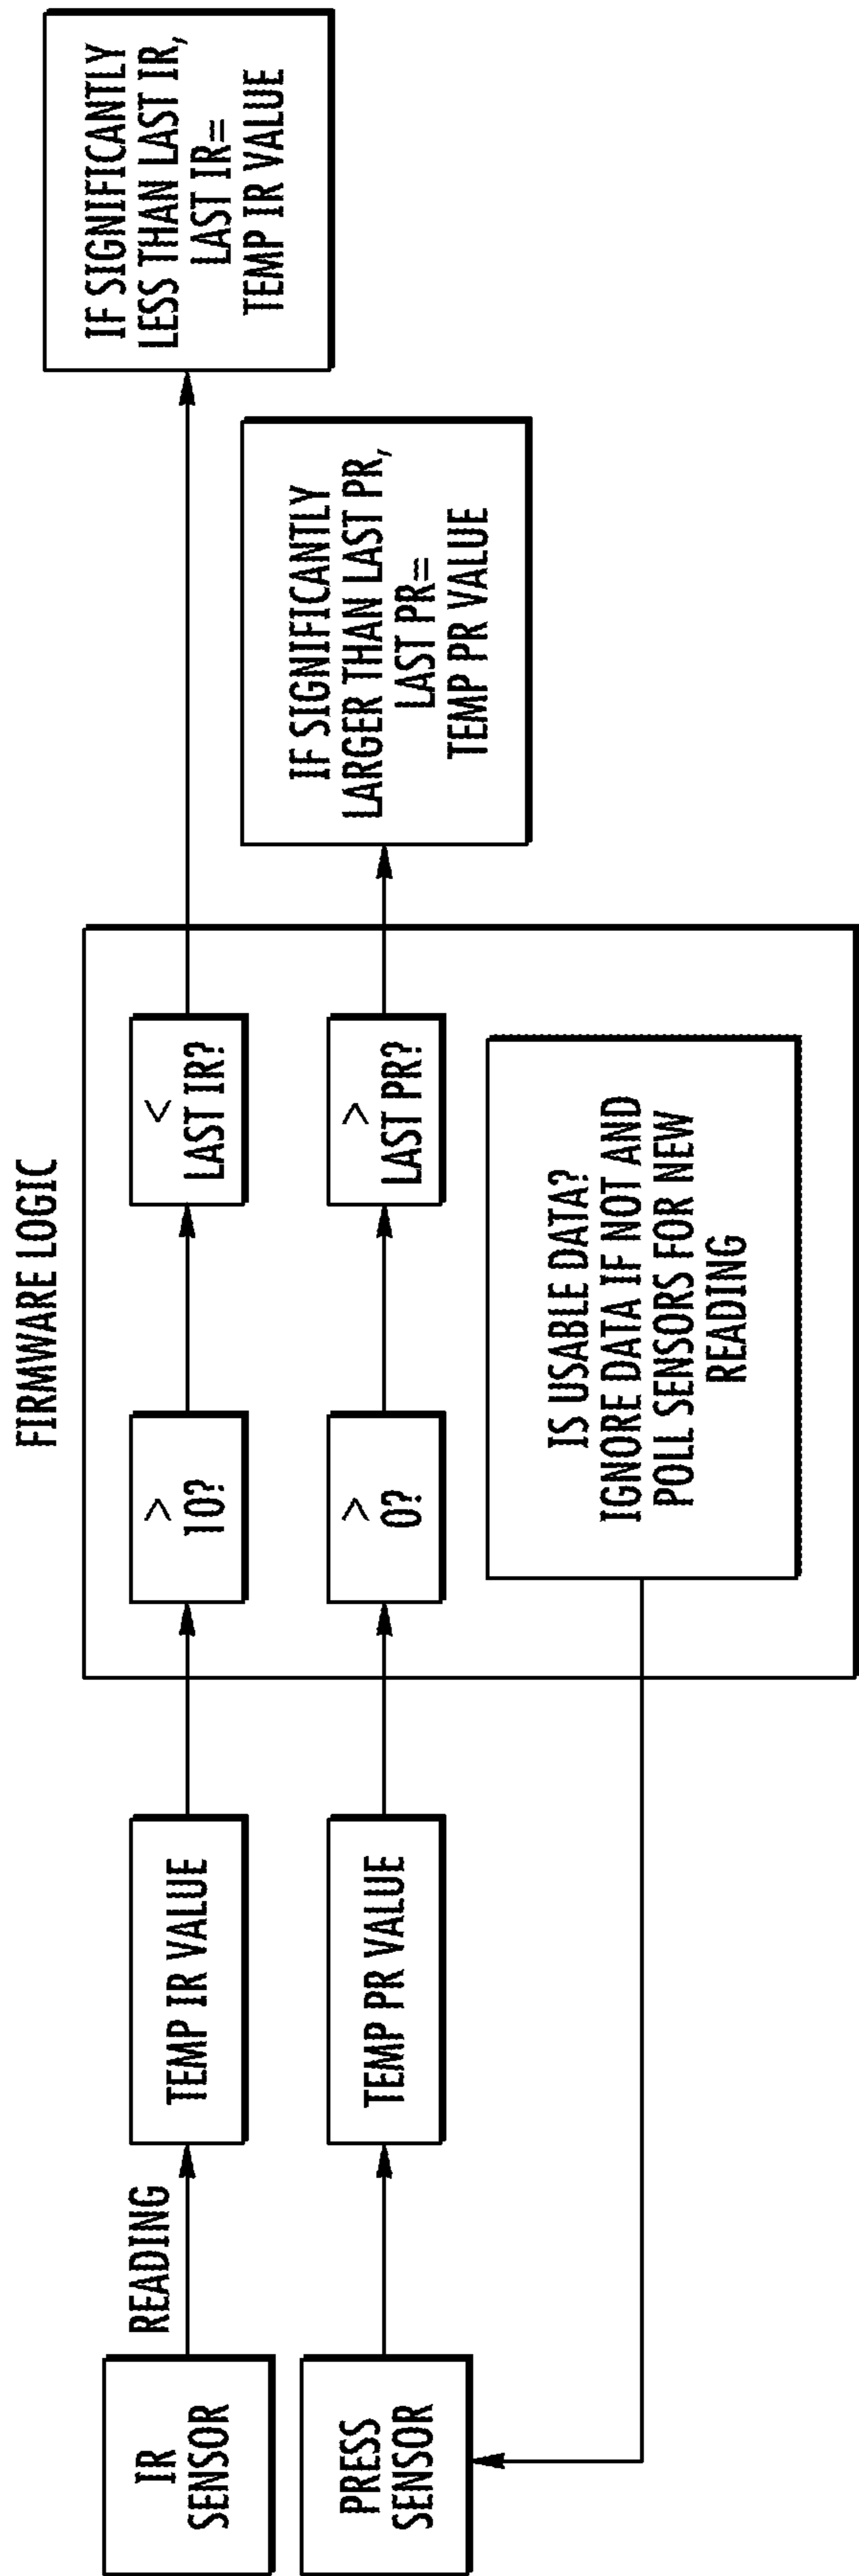 FIRMWARE LOGIC
IR
SENSOR
READING
TEMP IR VALUE
>
10?
<
LAST IR?
IF SIGNIFICANTLY
LESS THAN LAST IR,
LAST IR=
TEMP IR VALUE
PRESS
SENSOR
TEMP PR VALUE
>
0?
>
LAST PR?
IF SIGNIFICANTLY
LARGER THAN LAST PR,
LAST PR=
TEMP PR VALUE
IS USABLE DATA?
IGNORE DATA IF NOT AND
POLL SENSORS FOR NEW
READING